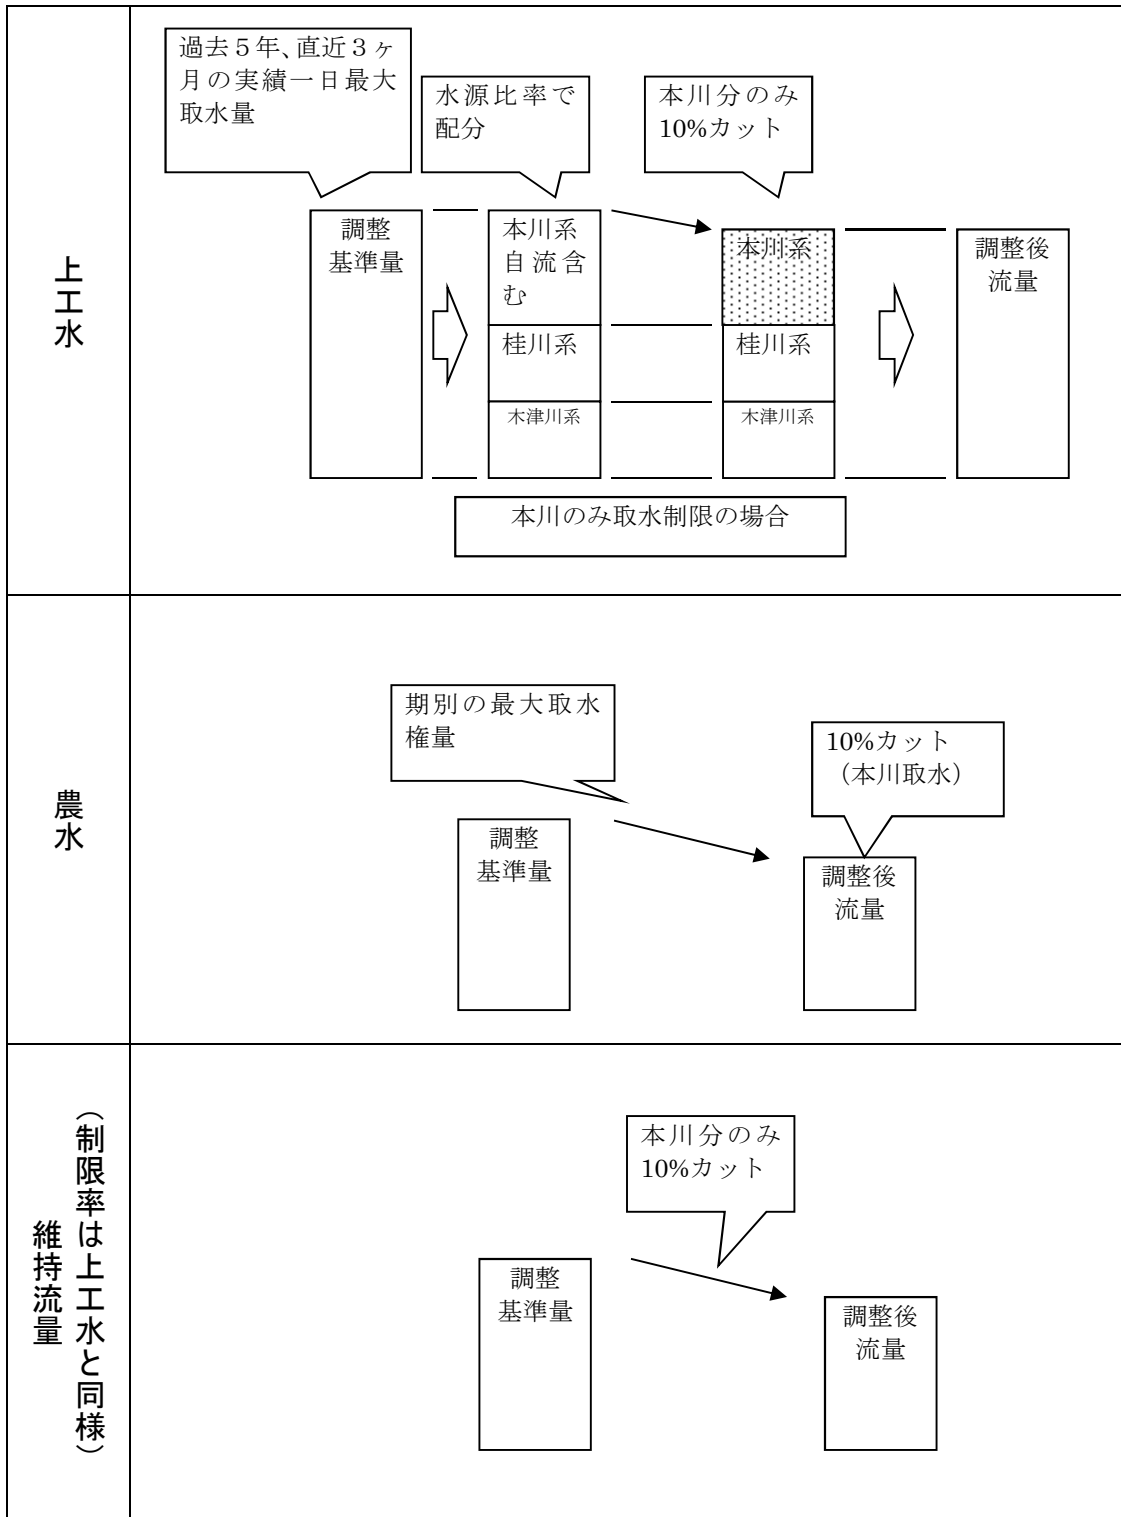 上工水
過去５年、直近３ヶ
月の実績一日最大
取水量
水源比率で
配分
本川分のみ
10%カット
調整
基準量
本川系
自流含
む
桂川系
木津川系
本川系
桂川系
木津川系
調整後
流量
本川のみ取水制限の場合
農水
期別の最大取水
権量
10%カット
（本川取水）
調整
基準量
調整後
流量
（制限率は上工水と同様）
維持流量
本川分のみ
10%カット
調整
基準量
調整後
流量